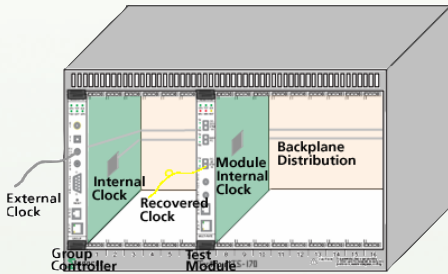 External
Clock
Internal
Clock
Recovered
Clock
Module
Internal
Clock
Backplane
Distribution
Group
Controller
Test
Module